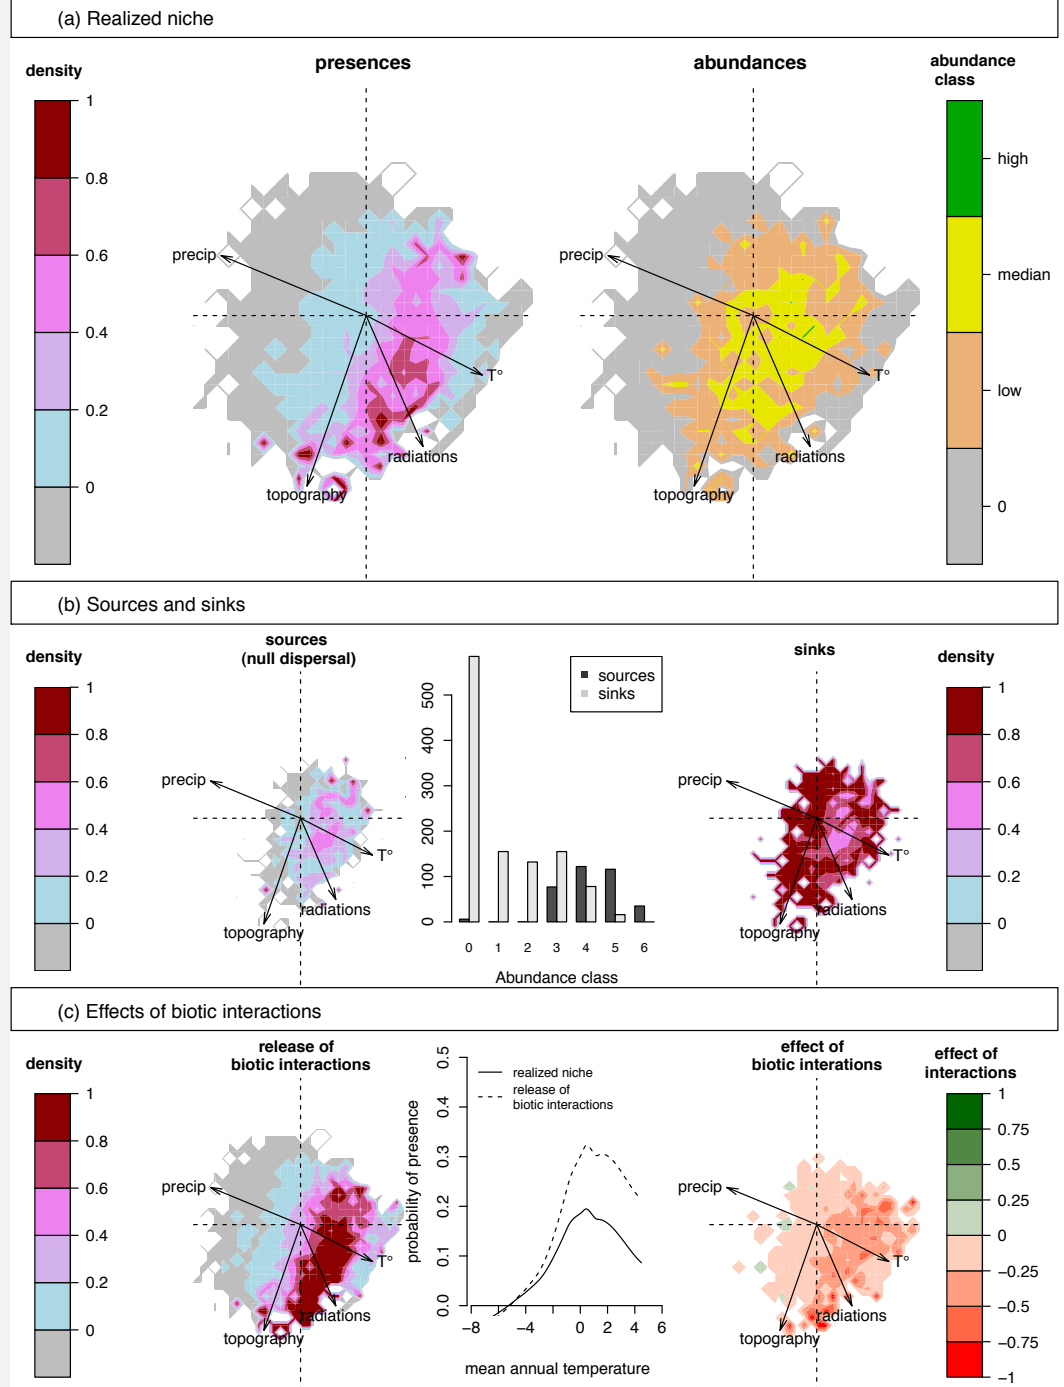 (a) Realized niche
density
presences
abundances
abundance
class
1
0.8
0.6
0.4
0.2
0
precip
T°
radiations
topography
precip
T°
radiations
topography
high
median
low
0
(b) Sources and sinks
density
sources
(null dispersal)
sinks
density
1
0.8
0.6
0.4
0.2
0
precip
T°
radiations
topography
500
400
300
200
100
0
sources
sinks
0 1 2 3 4 5 6
Abundance class
precip
T°
radiations
topography
1
0.8
0.6
0.4
0.2
0
(c) Effects of biotic interactions
density
release of
biotic interactions
effect of
biotic interations
effect of
interactions
1
0.8
0.6
0.4
0.2
0
precip
T°
radiations
topography
probability of presence
0.5
0.4
0.3
0.2
0.1
0.0
realized niche
release of
biotic interactions
−8 −4 0 2 4 6
mean annual temperature
precip
T°
radiations
topography
1
0.75
0.5
0.25
0
−0.25
−0.5
−0.75
−1